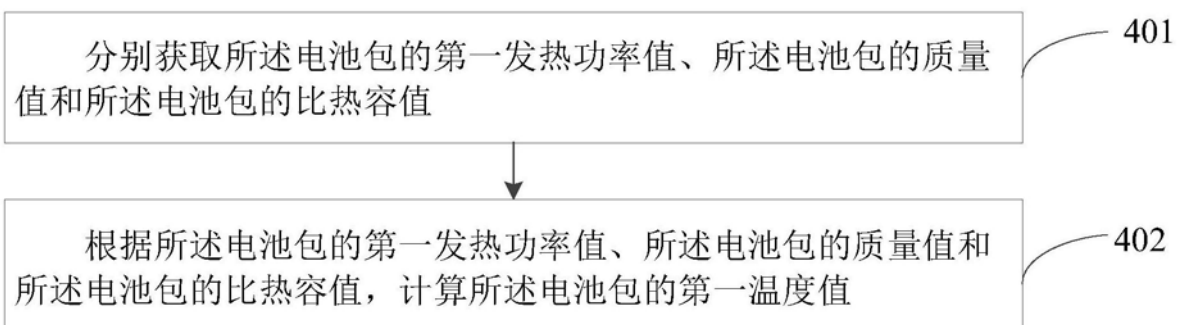 分别获取所述电池包的第一发热功率值、所述电池包的质量
值和所述电池包的比热容值
401
根据所述电池包的第一发热功率值、所述电池包的质量值和
所述电池包的比热容值，计算所述电池包的第一温度值
402